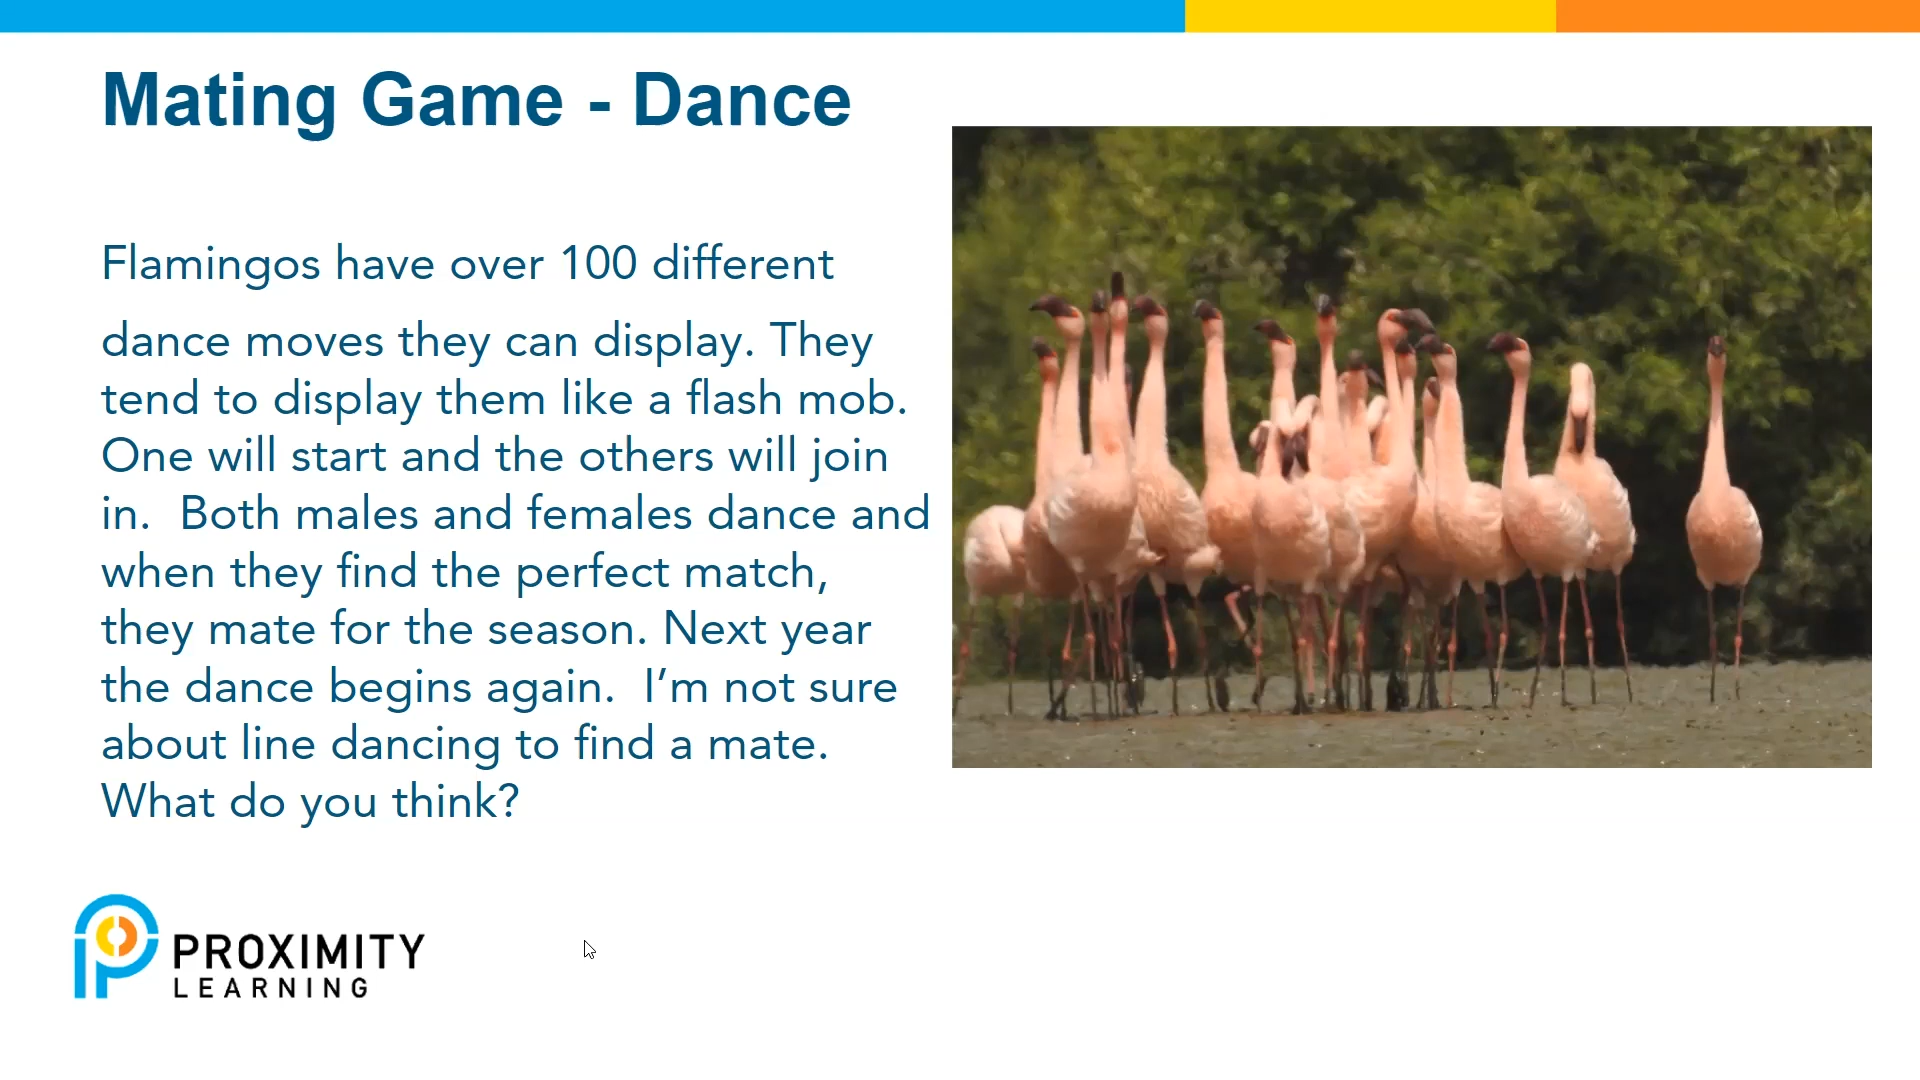 Mating Game - Dance
Flamingos have over 100 different
dance moves they can display. They
tend to display them like a flash mob.
One will start and the others will join
in.  Both males and females dance and
when they find the perfect match,
they mate for the season. Next year
the dance begins again.  I’m not sure
about line dancing to find a mate.
What do you think?
PROXIMITY
LEARNING